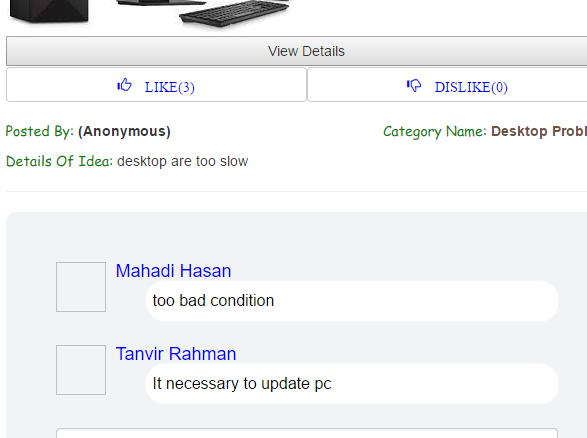 View Details
LIKE(3) DISLIKE(0)
Posted By: (Anonymous) Category Name: Desktop Probl
Details Of Idea: desktop are too slow
Mahadi Hasan
too bad condition
Tanvir Rahman
It necessary to update pc